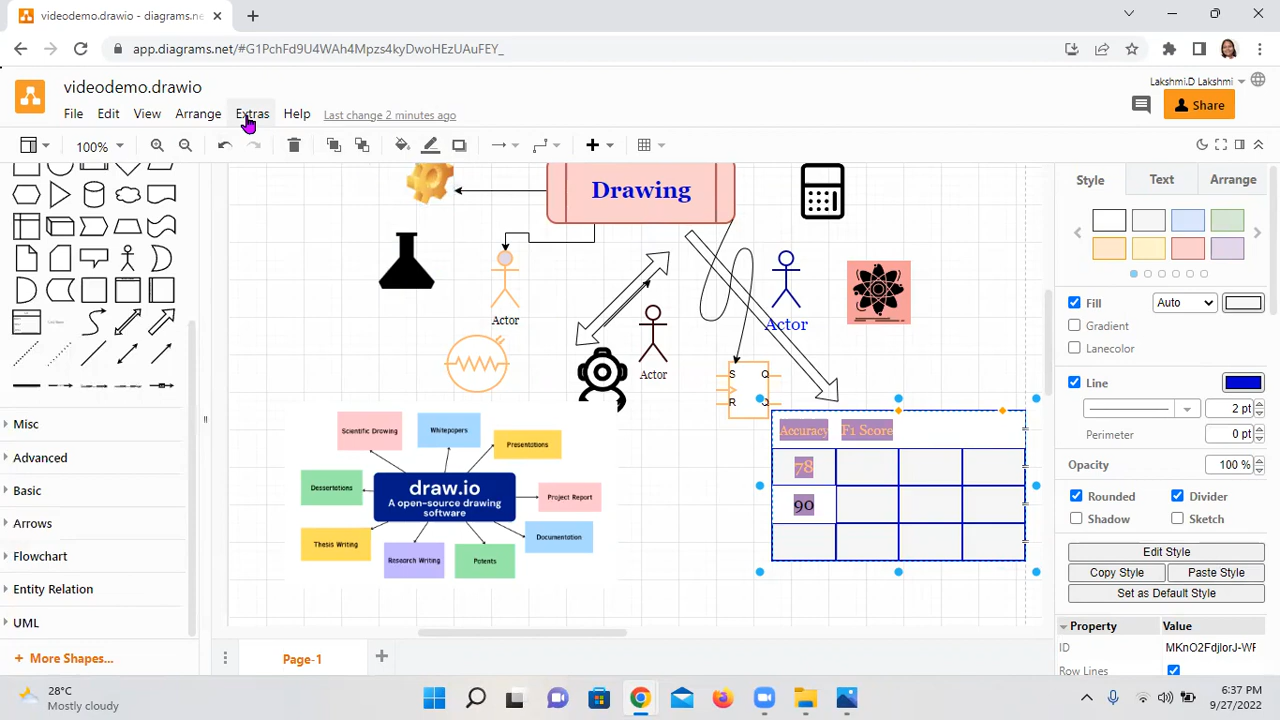 videodemo.drawio - diagrams.ne
app.diagrams.net/#G1PchFd9U4WAh4Mpzs4kyDwoHEzUAuFEY_
videodemo.drawio
Lakshmi.D Lakshmi
File Edit View Arrange Extras Help Last change 2 minutes ago
Share
100%
Style Text Arrange
Drawing
Actor
Actor
Actor
S Q
R Q
Fill Auto
Gradient
Lanecolor
Line
2 pt
Perimeter 0 pt
Opacity 100 %
Rounded Divider
Shadow Sketch
Edit Style
Copy Style Paste Style
Set as Default Style
Property Value
ID MKnO2FdjlorJ-WF
Row Lines
Accuracy F1 Score
78
90
Scientific Drowing
Whitepapers
Presentations
Dessertations
draw.io
A open-source drawing
software
Project Report
Thesis Writing
Documentation
Research Writing
Patents
Misc
Advanced
Basic
Arrows
Flowchart
Entity Relation
UML
+ More Shapes...
Page-1
28°C
Mostly cloudy
6:37 PM
9/27/2022